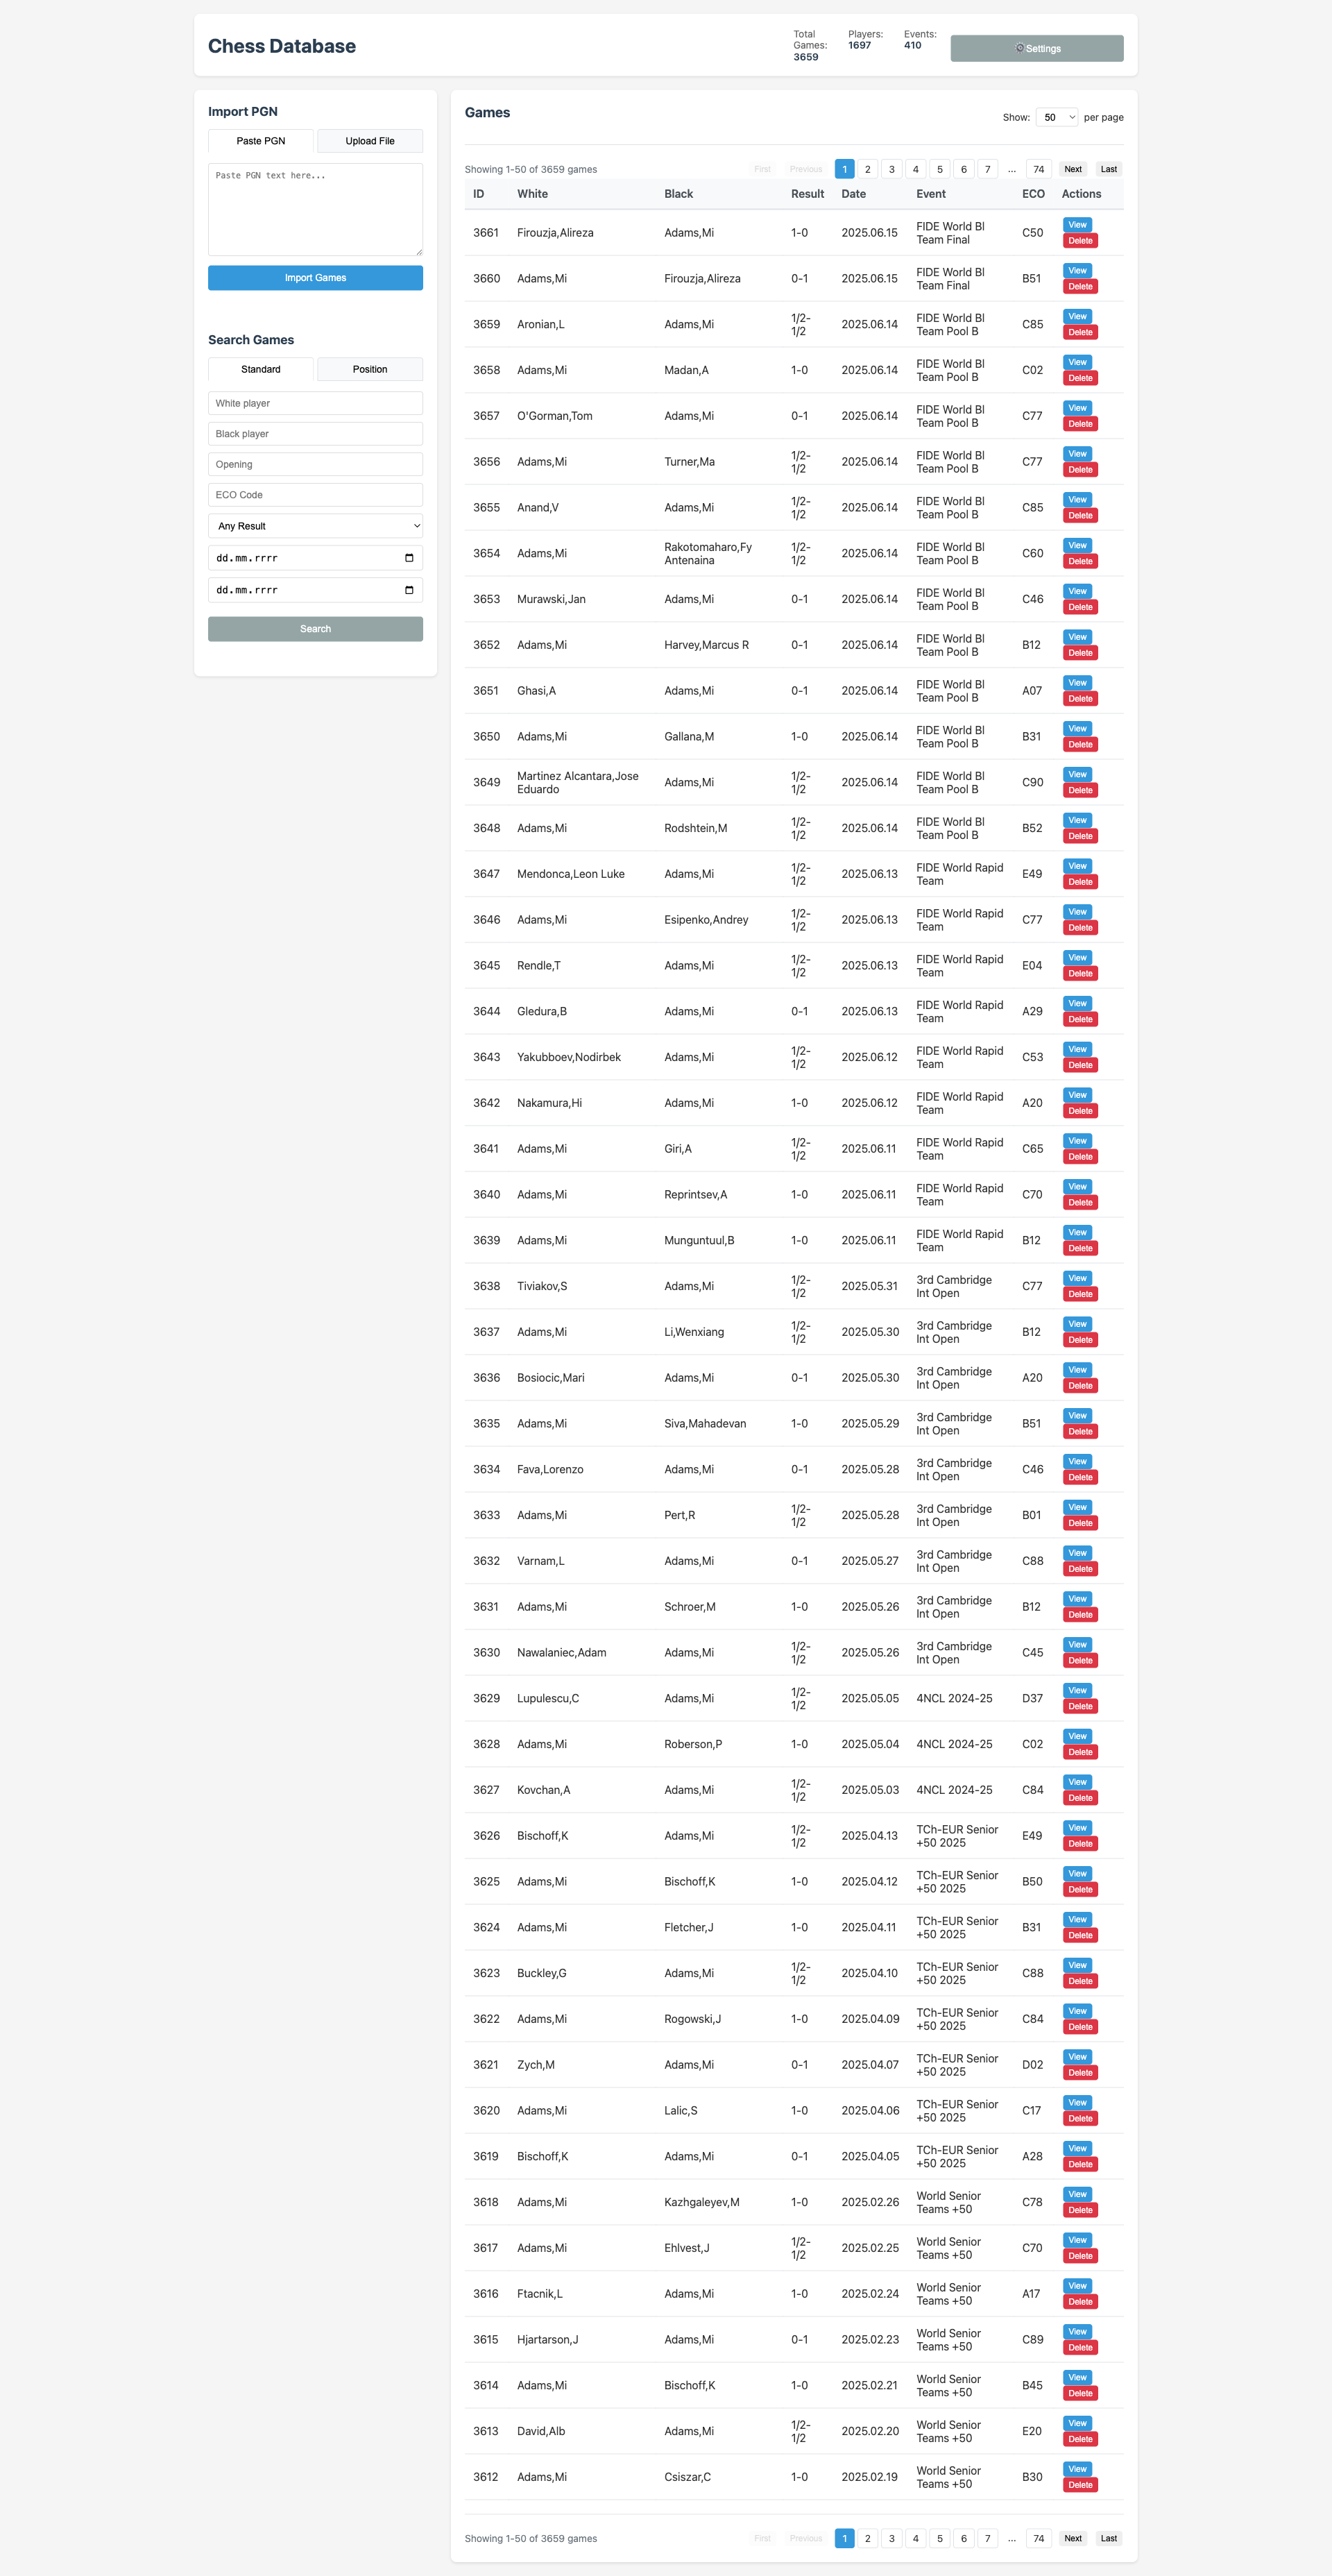 Chess Database
Total Games: 3659
Players: 1697
Events: 410
Settings
Import PGN
Paste PGN
Upload File
Paste PGN text here...
Import Games
Search Games
Standard
Position
White player
Black player
Opening
ECO Code
Any Result
dd.mm.rrrr
dd.mm.rrrr
Search
Games
Show: 50 per page
Showing 1-50 of 3659 games
First Previous 1 2 3 4 5 6 7 ... 74 Next Last
ID White Black Result Date Event ECO Actions
3661 Firouzja,Alireza Adams,Mi 1-0 2025.06.15 FIDE World Bl Team Final C50 View Delete
3660 Adams,Mi Firouzja,Alireza 0-1 2025.06.15 FIDE World Bl Team Final B51 View Delete
3659 Aronian,L Adams,Mi 1/2-1/2 2025.06.14 FIDE World Bl Team Pool B C85 View Delete
3658 Adams,Mi Madan,A 1-0 2025.06.14 FIDE World Bl Team Pool B C02 View Delete
3657 O'Gorman,Tom Adams,Mi 0-1 2025.06.14 FIDE World Bl Team Pool B C77 View Delete
3656 Adams,Mi Turner,Ma 1/2-1/2 2025.06.14 FIDE World Bl Team Pool B C77 View Delete
3655 Anand,V Adams,Mi 1/2-1/2 2025.06.14 FIDE World Bl Team Pool B C85 View Delete
3654 Adams,Mi Rakotomaharo,Fy Antenaina 1/2-1/2 2025.06.14 FIDE World Bl Team Pool B C60 View Delete
3653 Murawski,Jan Adams,Mi 0-1 2025.06.14 FIDE World Bl Team Pool B C46 View Delete
3652 Adams,Mi Harvey,Marcus R 0-1 2025.06.14 FIDE World Bl Team Pool B B12 View Delete
3651 Ghasi,A Adams,Mi 0-1 2025.06.14 FIDE World Bl Team Pool B A07 View Delete
3650 Adams,Mi Gallana,M 1-0 2025.06.14 FIDE World Bl Team Pool B B31 View Delete
3649 Martinez Alcantara,Jose Eduardo Adams,Mi 1/2-1/2 2025.06.14 FIDE World Bl Team Pool B C90 View Delete
3648 Adams,Mi Rodshtein,M 1/2-1/2 2025.06.14 FIDE World Bl Team Pool B B52 View Delete
3647 Mendonca,Leon Luke Adams,Mi 1/2-1/2 2025.06.13 FIDE World Rapid Team E49 View Delete
3646 Adams,Mi Esipenko,Andrey 1/2-1/2 2025.06.13 FIDE World Rapid Team C77 View Delete
3645 Rendle,T Adams,Mi 1/2-1/2 2025.06.13 FIDE World Rapid Team E04 View Delete
3644 Gledura,B Adams,Mi 0-1 2025.06.13 FIDE World Rapid Team A29 View Delete
3643 Yakubboev,Nodirbek Adams,Mi 1/2-1/2 2025.06.12 FIDE World Rapid Team C53 View Delete
3642 Nakamura,Hi Adams,Mi 1-0 2025.06.12 FIDE World Rapid Team A20 View Delete
3641 Adams,Mi Giri,A 1/2-1/2 2025.06.11 FIDE World Rapid Team C65 View Delete
3640 Adams,Mi Reprintsev,A 1-0 2025.06.11 FIDE World Rapid Team C70 View Delete
3639 Adams,Mi Munguntuul,B 1-0 2025.06.11 FIDE World Rapid Team B12 View Delete
3638 Tiviakov,S Adams,Mi 1/2-1/2 2025.05.31 3rd Cambridge Int Open C77 View Delete
3637 Adams,Mi Li,Wenxiang 1/2-1/2 2025.05.30 3rd Cambridge Int Open B12 View Delete
3636 Bosiocic,Mari Adams,Mi 0-1 2025.05.30 3rd Cambridge Int Open A20 View Delete
3635 Adams,Mi Siva,Mahadevan 1-0 2025.05.29 3rd Cambridge Int Open B51 View Delete
3634 Fava,Lorenzo Adams,Mi 0-1 2025.05.28 3rd Cambridge Int Open C46 View Delete
3633 Adams,Mi Pert,R 1/2-1/2 2025.05.28 3rd Cambridge Int Open B01 View Delete
3632 Varnam,L Adams,Mi 0-1 2025.05.27 3rd Cambridge Int Open C88 View Delete
3631 Adams,Mi Schroer,M 1-0 2025.05.26 3rd Cambridge Int Open B12 View Delete
3630 Nawalaniec,Adam Adams,Mi 1/2-1/2 2025.05.26 3rd Cambridge Int Open C45 View Delete
3629 Lupulescu,C Adams,Mi 1/2-1/2 2025.05.05 4NCL 2024-25 D37 View Delete
3628 Adams,Mi Roberson,P 1-0 2025.05.04 4NCL 2024-25 C02 View Delete
3627 Kovchan,A Adams,Mi 1/2-1/2 2025.05.03 4NCL 2024-25 C84 View Delete
3626 Bischoff,K Adams,Mi 1/2-1/2 2025.04.13 TCh-EUR Senior +50 2025 E49 View Delete
3625 Adams,Mi Bischoff,K 1-0 2025.04.12 TCh-EUR Senior +50 2025 B50 View Delete
3624 Adams,Mi Fletcher,J 1-0 2025.04.11 TCh-EUR Senior +50 2025 B31 View Delete
3623 Buckley,G Adams,Mi 1/2-1/2 2025.04.10 TCh-EUR Senior +50 2025 C88 View Delete
3622 Adams,Mi Rogowski,J 1-0 2025.04.09 TCh-EUR Senior +50 2025 C84 View Delete
3621 Zych,M Adams,Mi 0-1 2025.04.07 TCh-EUR Senior +50 2025 D02 View Delete
3620 Adams,Mi Lalic,S 1-0 2025.04.06 TCh-EUR Senior +50 2025 C17 View Delete
3619 Bischoff,K Adams,Mi 0-1 2025.04.05 TCh-EUR Senior +50 2025 A28 View Delete
3618 Adams,Mi Kazhgaleyev,M 1-0 2025.02.26 World Senior Teams +50 C78 View Delete
3617 Adams,Mi Ehlvest,J 1/2-1/2 2025.02.25 World Senior Teams +50 C70 View Delete
3616 Ftacnik,L Adams,Mi 1-0 2025.02.24 World Senior Teams +50 A17 View Delete
3615 Hjartarson,J Adams,Mi 0-1 2025.02.23 World Senior Teams +50 C89 View Delete
3614 Adams,Mi Bischoff,K 1-0 2025.02.21 World Senior Teams +50 B45 View Delete
3613 David,Alb Adams,Mi 1/2-1/2 2025.02.20 World Senior Teams +50 E20 View Delete
3612 Adams,Mi Csiszar,C 1-0 2025.02.19 World Senior Teams +50 B30 View Delete
Showing 1-50 of 3659 games
First Previous 1 2 3 4 5 6 7 ... 74 Next Last